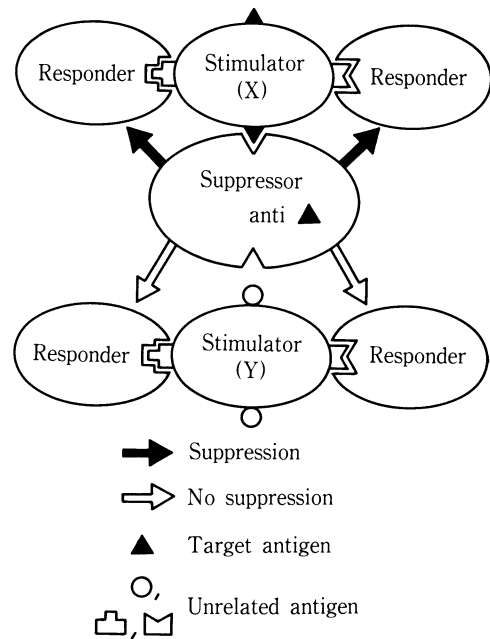 Responder
Stimulator
(X)
Responder
Suppressor
anti
Responder
Stimulator
(Y)
Responder
Suppression
No suppression
Target antigen
,
,
Unrelated antigen